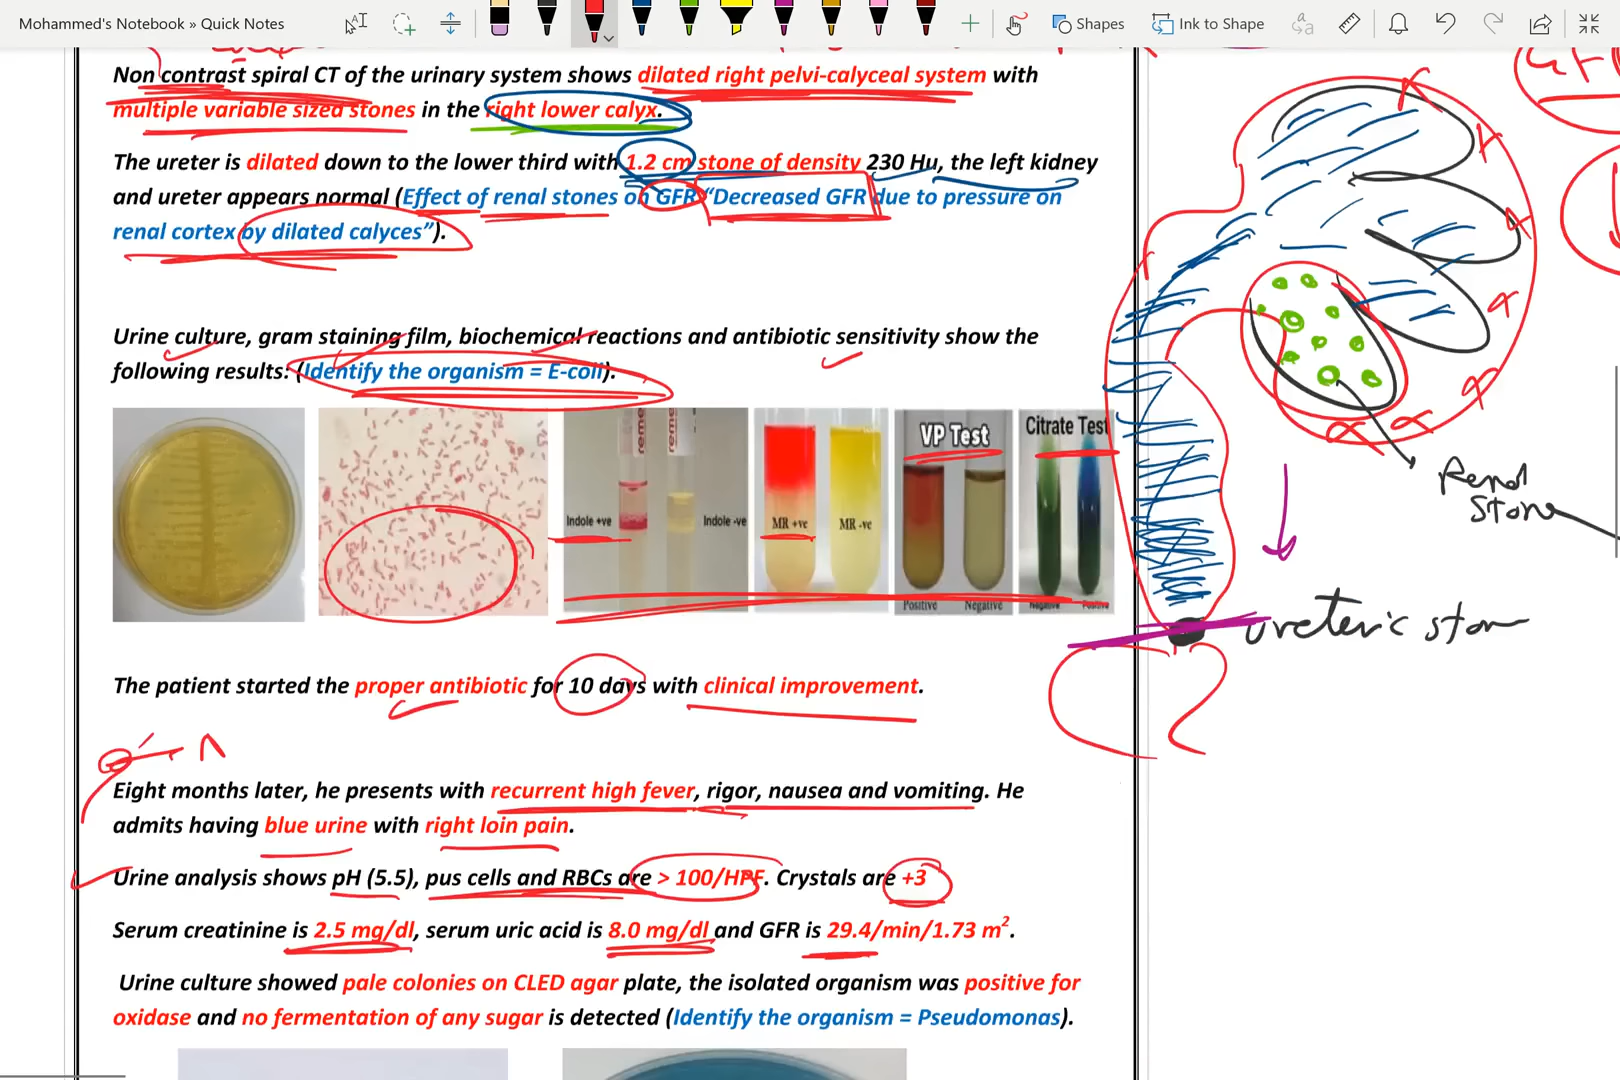 Mohammed's Notebook » Quick Notes
Shapes
Ink to Shape
Non contrast spiral CT of the urinary system shows dilated right pelvi-calyceal system with
multiple variable sized stones in the right lower calyx.
The ureter is dilated down to the lower third with 1.2 cm stone of density 230 Hu, the left kidney
and ureter appears normal (Effect of renal stones on GFR "Decreased GFR due to pressure on
renal cortex by dilated calyces").
Urine culture, gram staining film, biochemical reactions and antibiotic sensitivity show the
following results: (Identify the organism = E-coli).
reme
reme
Indole +ve
Indole -ve
MR +ve
MR -ve
VP Test
Positive
Negative
Citrate Test
Negative
Positive
Renal
Stone
ureteric ston
The patient started the proper antibiotic for 10 days with clinical improvement.
Eight months later, he presents with recurrent high fever, rigor, nausea and vomiting. He
admits having blue urine with right loin pain.
Urine analysis shows pH (5.5), pus cells and RBCs are > 100/HPF. Crystals are +3
Serum creatinine is 2.5 mg/dl, serum uric acid is 8.0 mg/dl and GFR is 29.4/min/1.73 m².
Urine culture showed pale colonies on CLED agar plate, the isolated organism was positive for
oxidase and no fermentation of any sugar is detected (Identify the organism = Pseudomonas).